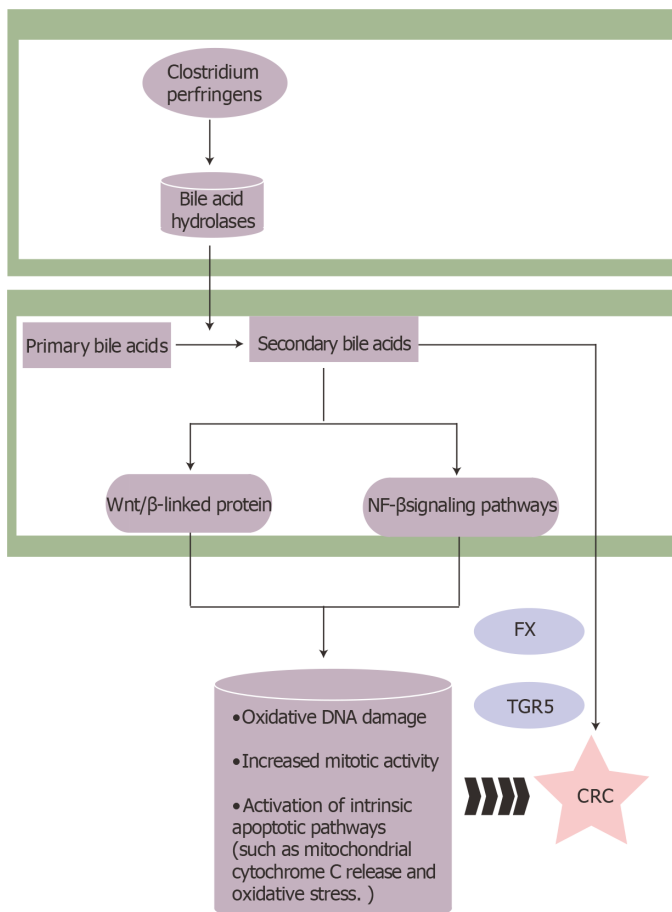 Clostridium
perfringens
Bile acid
hydrolases
Primary bile acids
Secondary bile acids
Wnt/β-linked protein
NF-βsignaling pathways
FX
TGR5
•Oxidative DNA damage
•Increased mitotic activity
•Activation of intrinsic
apoptotic pathways
(such as mitochondrial
cytochrome C release and
oxidative stress. )
CRC